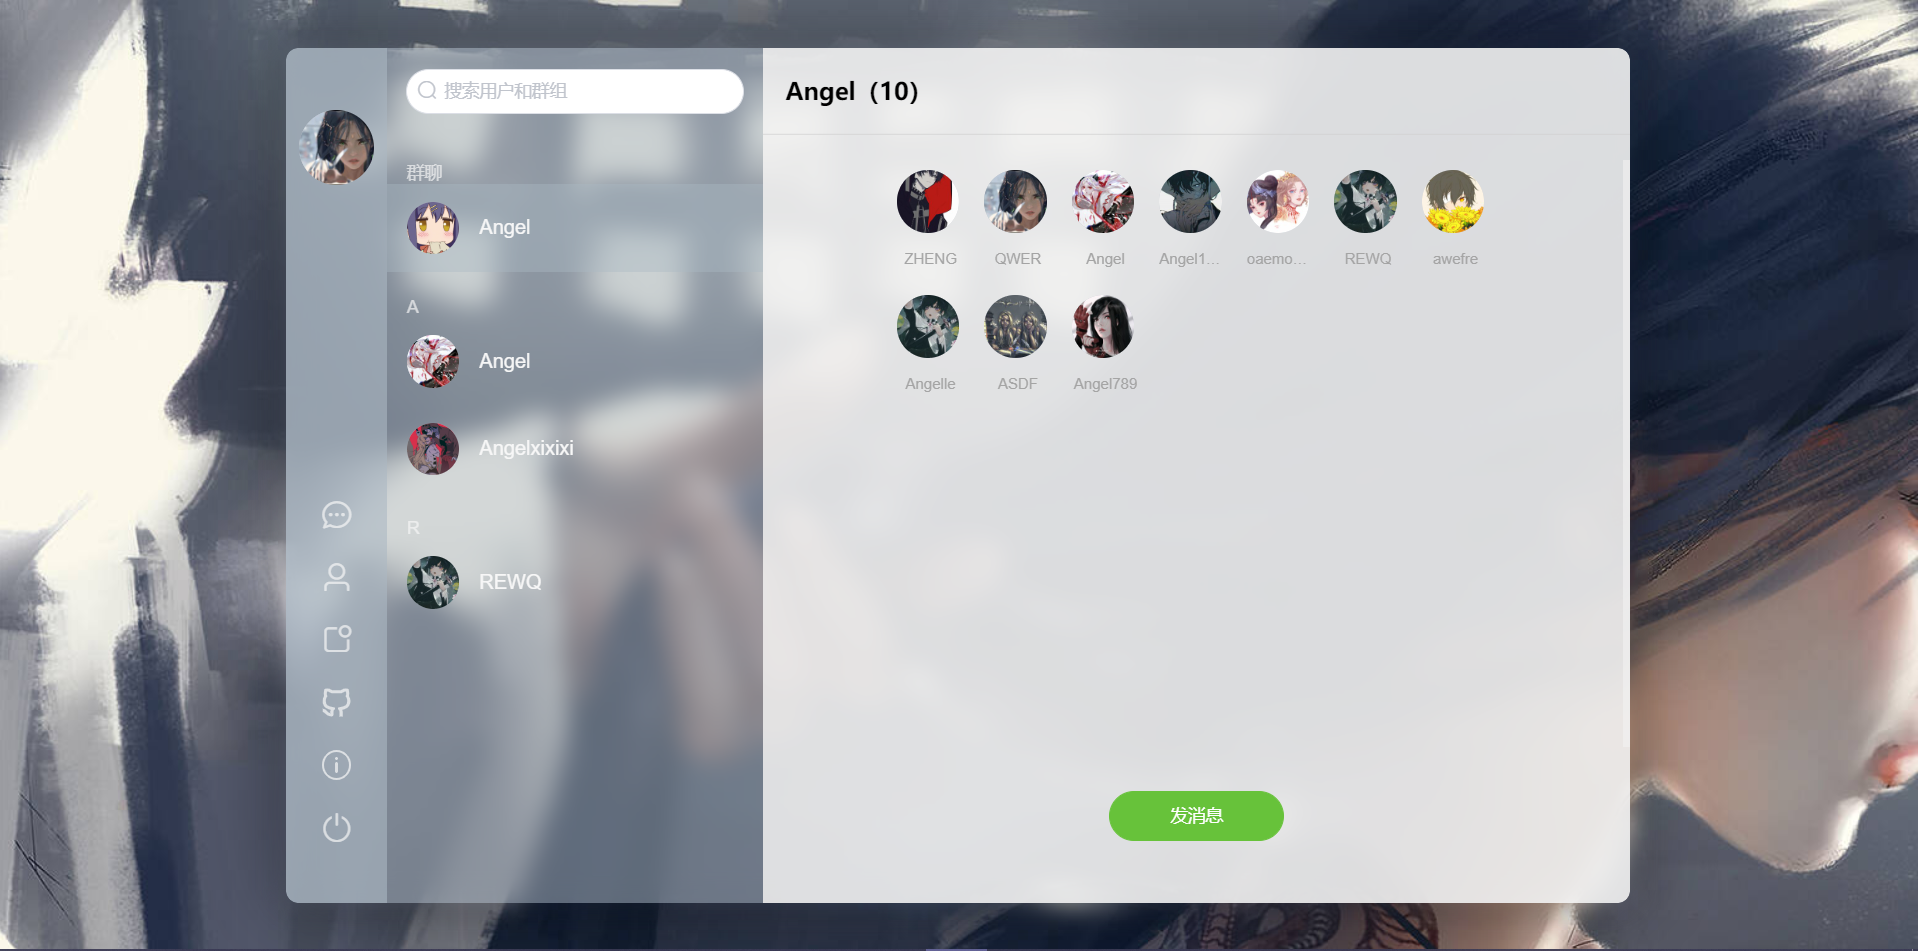 搜索用户和群组
群聊
Angel
A
Angel
Angelxixixi
R
REWQ
Angel（10）
ZHENG QWER Angel Angel1... oaemo... REWQ awefre
Angelle ASDF Angel789
发消息